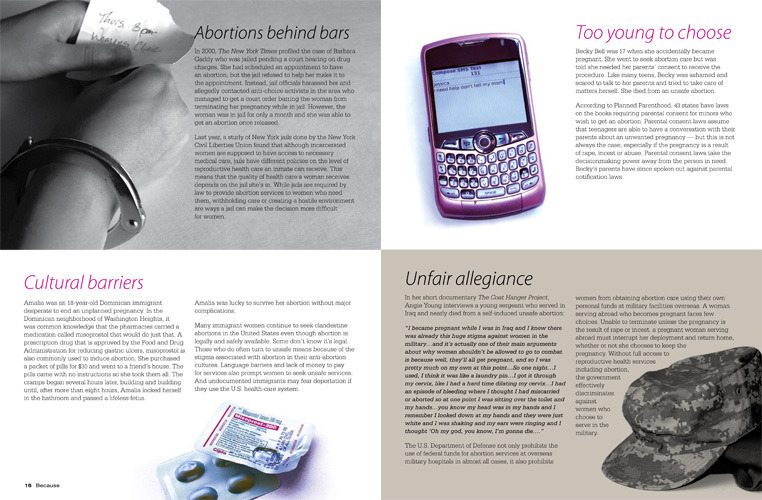 Thurs 8am
Women's Clinic
Abortions behind bars
In 2000, The New York Times profiled the case of Barbara
Gaddy who was jailed pending a court hearing on drug
charges. She had scheduled an appointment to have
an abortion, but the jail refused to help her make it to
the appointment. Instead, jail officials harassed her and
allegedly contacted anti-choice activists in the area who
managed to get a court order barring the woman from
terminating her pregnancy while in jail. However, the
woman was in jail for only a month and she was able to
get an abortion once released.
Last year, a study of New York jails done by the New York
Civil Liberties Union found that although incarcerated
women are supposed to have access to necessary
medical care, jails have different policies on the level of
reproductive health care an inmate can receive. This
means that the quality of health care a woman receives
depends on the jail she's in. While jails are required by
law to provide abortion services to women who need
them, withholding care or creating a hostile environment
are ways a jail can make the decision more difficult
for women.
Compose SMS Text
131
Jessica
I need help don't tell my mam
Too young to choose
Becky Bell was 17 when she accidentally became
pregnant. She went to seek abortion care but was
told she needed her parents' consent to receive the
procedure. Like many teens, Becky was ashamed and
scared to talk to her parents and tried to take care of
matters herself. She died from an unsafe abortion.
According to Planned Parenthood, 43 states have laws
on the books requiring parental consent for minors who
wish to get an abortion. Parental consent laws assume
that teenagers are able to have a conversation with their
parents about an unwanted pregnancy — but this is not
always the case, especially if the pregnancy is a result
of rape, incest or abuse. Parental consent laws take the
decisionmaking power away from the person in need.
Becky's parents have since spoken out against parental
notification laws.
Cultural barriers
Amalia was an 18-year-old Dominican immigrant
desperate to end an unplanned pregnancy. In the
Dominican neighborhood of Washington Heights, it
was common knowledge that the pharmacies carried a
medication called misoprostol that would do just that. A
prescription drug that is approved by the Food and Drug
Administration for reducing gastric ulcers, misoprostol is
also commonly used to induce abortion. She purchased
a packet of pills for $30 and went to a friend's house. The
pills came with no instructions so she took them all. The
cramps began several hours later, building and building
until, after more than eight hours, Amalia locked herself
in the bathroom and passed a lifeless fetus.
Amalia was lucky to survive her abortion without major
complications.
Many immigrant women continue to seek clandestine
abortions in the United States even though abortion is
legally and safely available. Some don't know it's legal.
Those who do often turn to unsafe means because of the
stigma associated with abortion in their anti-abortion
cultures. Language barriers and lack of money to pay
for services also prompt women to seek unsafe services.
And undocumented immigrants may fear deportation if
they use the U.S. health-care system.
Misoprost-200
Cipla
16 Because
Unfair allegiance
In her short documentary The Coat Hanger Project,
Angie Young interviews a young sergeant who served in
Iraq and nearly died from a self-induced unsafe abortion:
"I became pregnant while I was in Iraq and I know there
was already this huge stigma against women in the
military...and it's actually one of their main arguments
about why women shouldn't be allowed to go to combat
is because well, they'll all get pregnant, and so I was
pretty much on my own at this point...So one night...I
used, I think it was like a laundry pin...I got it through
my cervix, like I had a hard time dilating my cervix...I had
an episode of bleeding where I thought I had miscarried
or aborted so at one point I was sitting over the toilet and
my hands...you know my head was in my hands and I
remember I looked down at my hands and they were just
white and I was shaking and my ears were ringing and I
thought 'Oh my god, you know, I'm gonna die....'"
The U.S. Department of Defense not only prohibits the
use of federal funds for abortion services at overseas
military hospitals in almost all cases, it also prohibits
women from obtaining abortion care using their own
personal funds at military facilities overseas. A woman
serving abroad who becomes pregnant faces few
choices. Unable to terminate unless the pregnancy is
the result of rape or incest, a pregnant woman serving
abroad must interrupt her deployment and return home,
whether or not she chooses to keep the
pregnancy. Without full access to
reproductive health services
including abortion,
the government
effectively
discriminates
against
women who
choose to
serve in the
military.